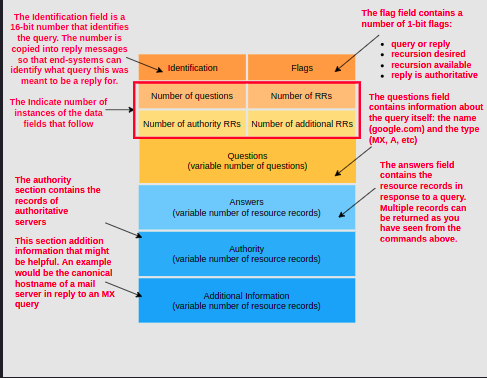 The Identification field is a
16-bit number that identifies
the query. The number is
copied into reply messages
so that end-systems can
identify what query this was
meant to be a reply for.
The Indicate number of
instances of the data
fields that follow
The authority
section contains the
records of
authoritative
servers
This section addition
information that might
be helpful. An example
would be the canonical
hostname of a mail
server in reply to an MX
query
Identification
Flags
Number of questions
Number of RRs
Number of authority RRs
Number of additional RRs
Questions
(variable number of questions)
Answers
(variable number of resource records)
Authority
(variable number of resource records)
Additional Information
(variable number of resource records)
The flag field contains a
number of 1-bit flags:
• query or reply
• recursion desired
• recursion available
• reply is authoritative
The questions field
contains information about
the query itself: the name
(google.com) and the type
(MX, A, etc)
The answers field
contains the
resource records in
response to a query.
Multiple records can
be returned as you
have seen from the
commands above.